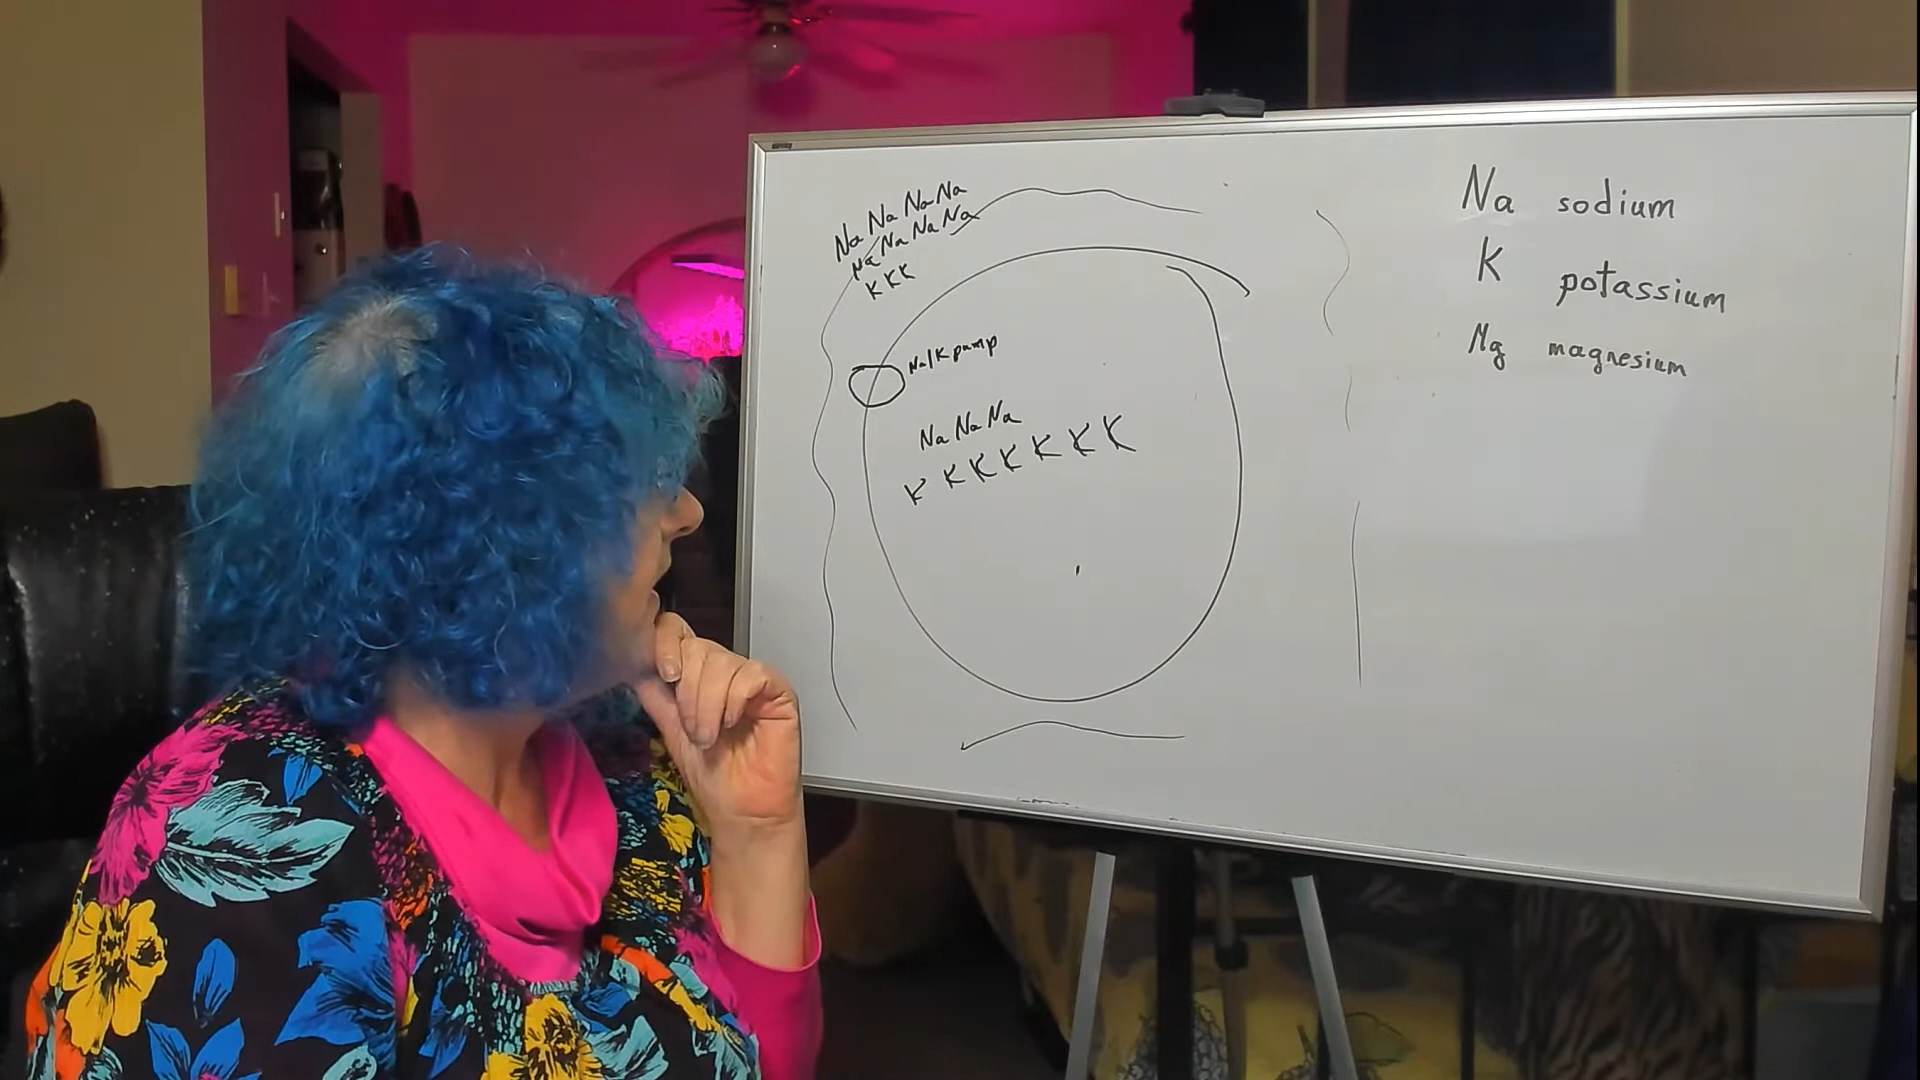 Na Na Na Na
Na Na Na Na
K K K
Na/K pump
Na Na Na
K K K K K K K
Na sodium
K potassium
Mg magnesium